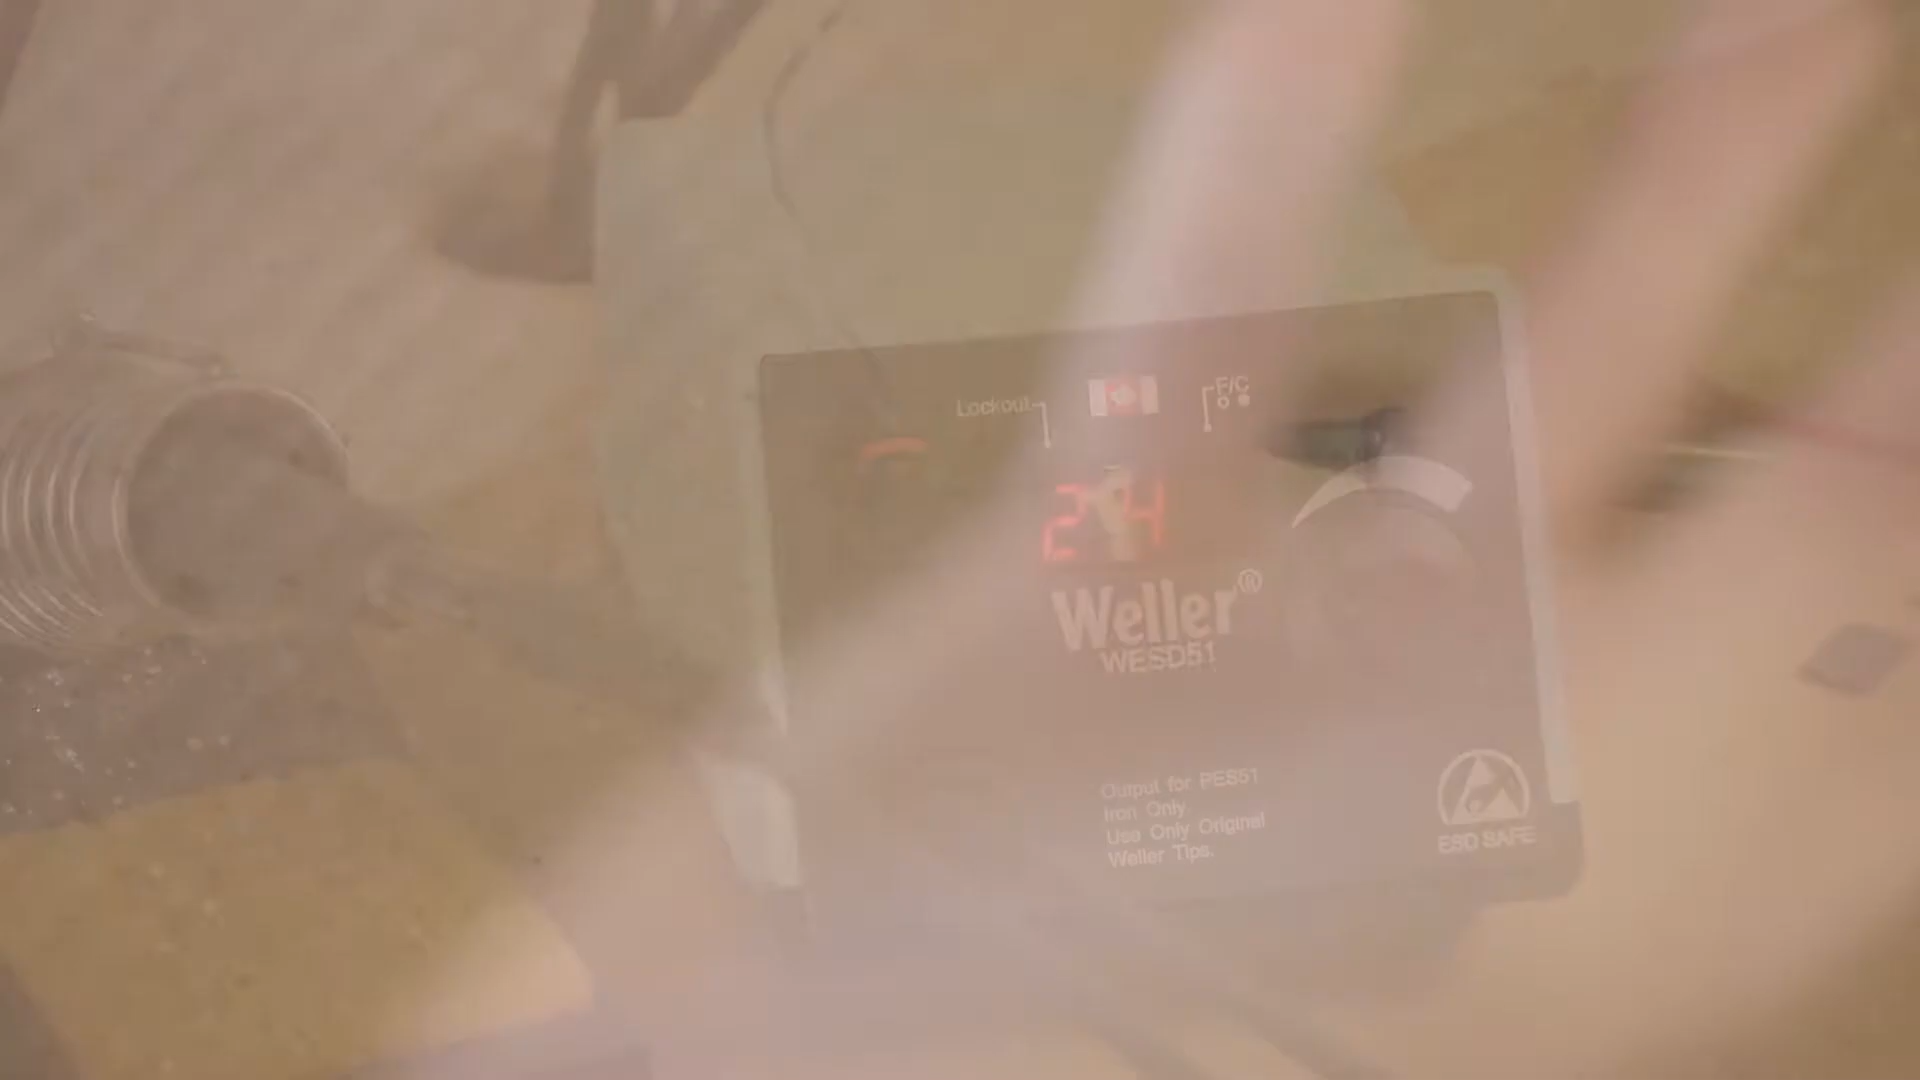 Lockout
F/C
Weller®
WESD51
Output for PES51
Iron Only.
Use Only Original
Weller Tips.
ESD SAFE